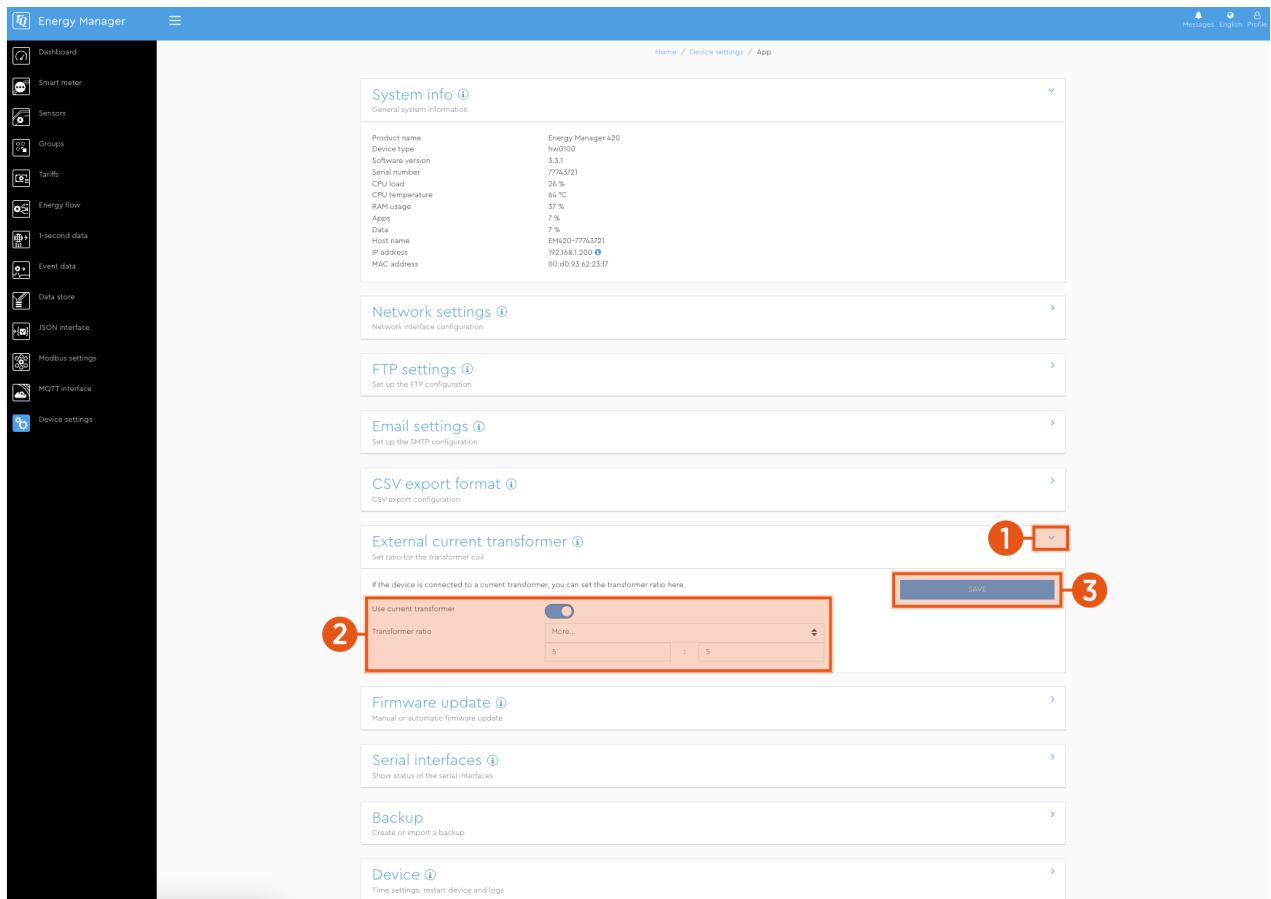 TQ Energy Manager
Messages English Profile
Dashboard
Smart meter
Sensors
Groups
Tariffs
Energy flow
1-second data
Event data
Data store
JSON interface
Modbus settings
MQTT interface
Device settings
Home / Device settings / App
System info
General system information
Product name Energy Manager 420
Device type hw0100
Software version 3.3.1
Serial number 77743721
CPU load 26 %
CPU temperature 64 °C
RAM usage 37 %
Apps 7 %
Data 7 %
Host name EM420-77743721
IP address 192.168.1.200
MAC address 00:d0:93:62:23:f7
Network settings
Network interface configuration
FTP settings
Set up the FTP configuration
Email settings
Set up the SMTP configuration
CSV export format
CSV export configuration
External current transformer
1
Set ratio for the transformer coil
If the device is connected to a current transformer, you can set the transformer ratio here.
SAVE
3
Use current transformer
2
Transformer ratio More...
5 : 5
Firmware update
Manual or automatic firmware update
Serial interfaces
Show status of the serial interfaces
Backup
Create or import a backup
Device
Time settings, restart device and logs